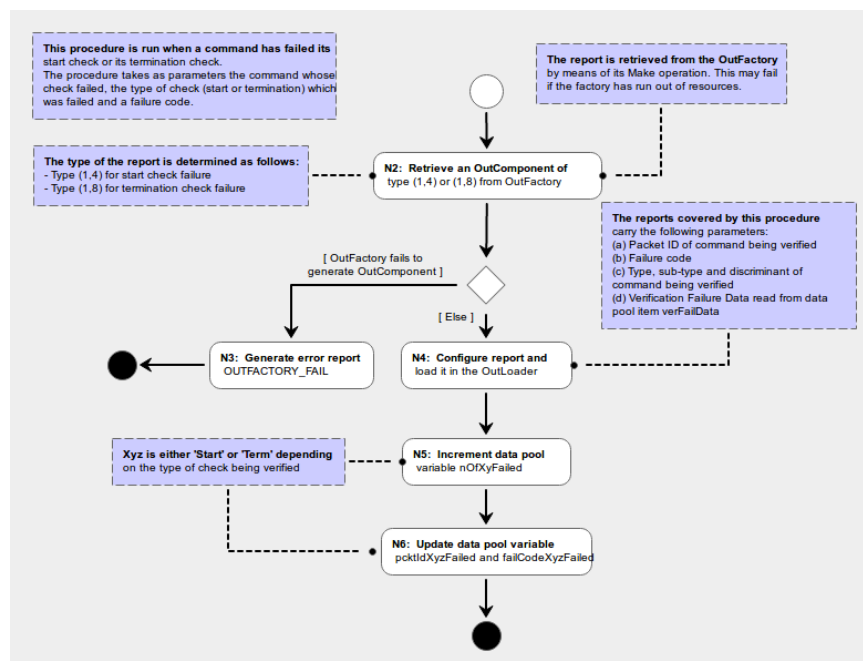 This procedure is run when a command has failed its
start check or its termination check.
The procedure takes as parameters the command whose
check failed, the type of check (start or termination) which
was failed and a failure code.
The report is retrieved from the OutFactory
by means of its Make operation. This may fail
if the factory has run out of resources.
The type of the report is determined as follows:
- Type (1,4) for start check failure
- Type (1,8) for termination check failure
N2: Retrieve an OutComponent of
type (1,4) or (1,8) from OutFactory
The reports covered by this procedure
carry the following parameters:
(a) Packet ID of command being verified
(b) Failure code
(c) Type, sub-type and discriminant of
command being verified
(d) Verification Failure Data read from data
pool item verFailData
[ OutFactory fails to
generate OutComponent ]
[ Else ]
N3: Generate error report
OUTFACTORY_FAIL
N4: Configure report and
load it in the OutLoader
Xyz is either 'Start' or 'Term' depending
on the type of check being verified
N5: Increment data pool
variable nOfXyFailed
N6: Update data pool variable
pcktIdXyzFailed and failCodeXyzFailed